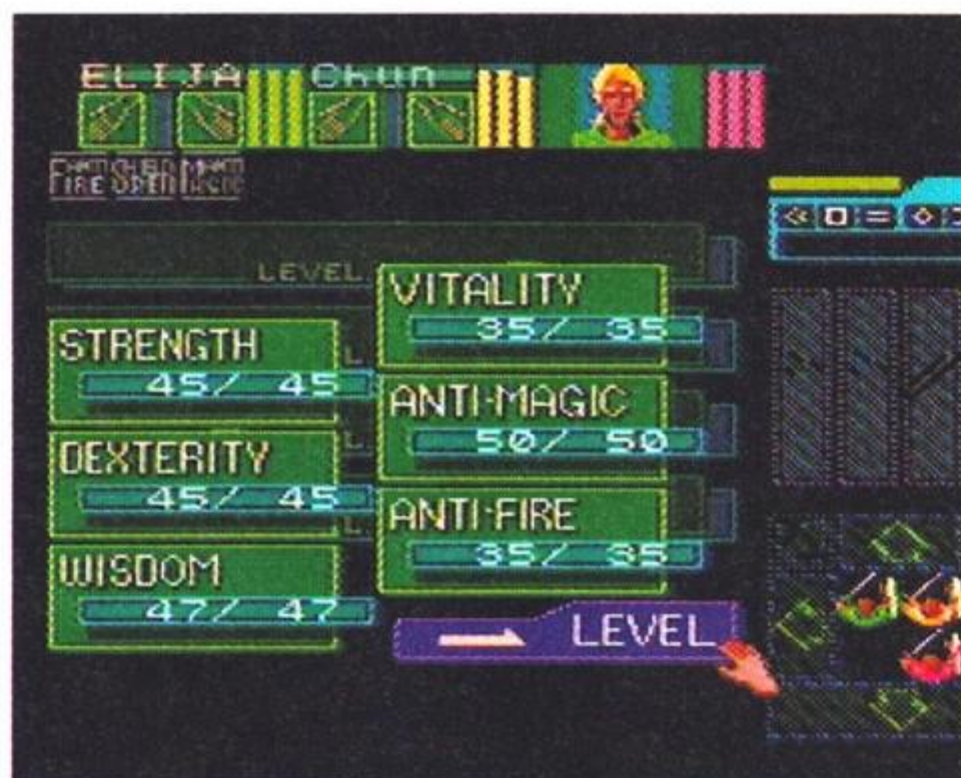 ELIJA Chun
FIRE
LEVEL
VITALITY
35/ 35
STRENGTH
45/ 45
ANTI-MAGIC
50/ 50
DEXTERITY
45/ 45
ANTI-FIRE
35/ 35
WISDOM
47/ 47
LEVEL